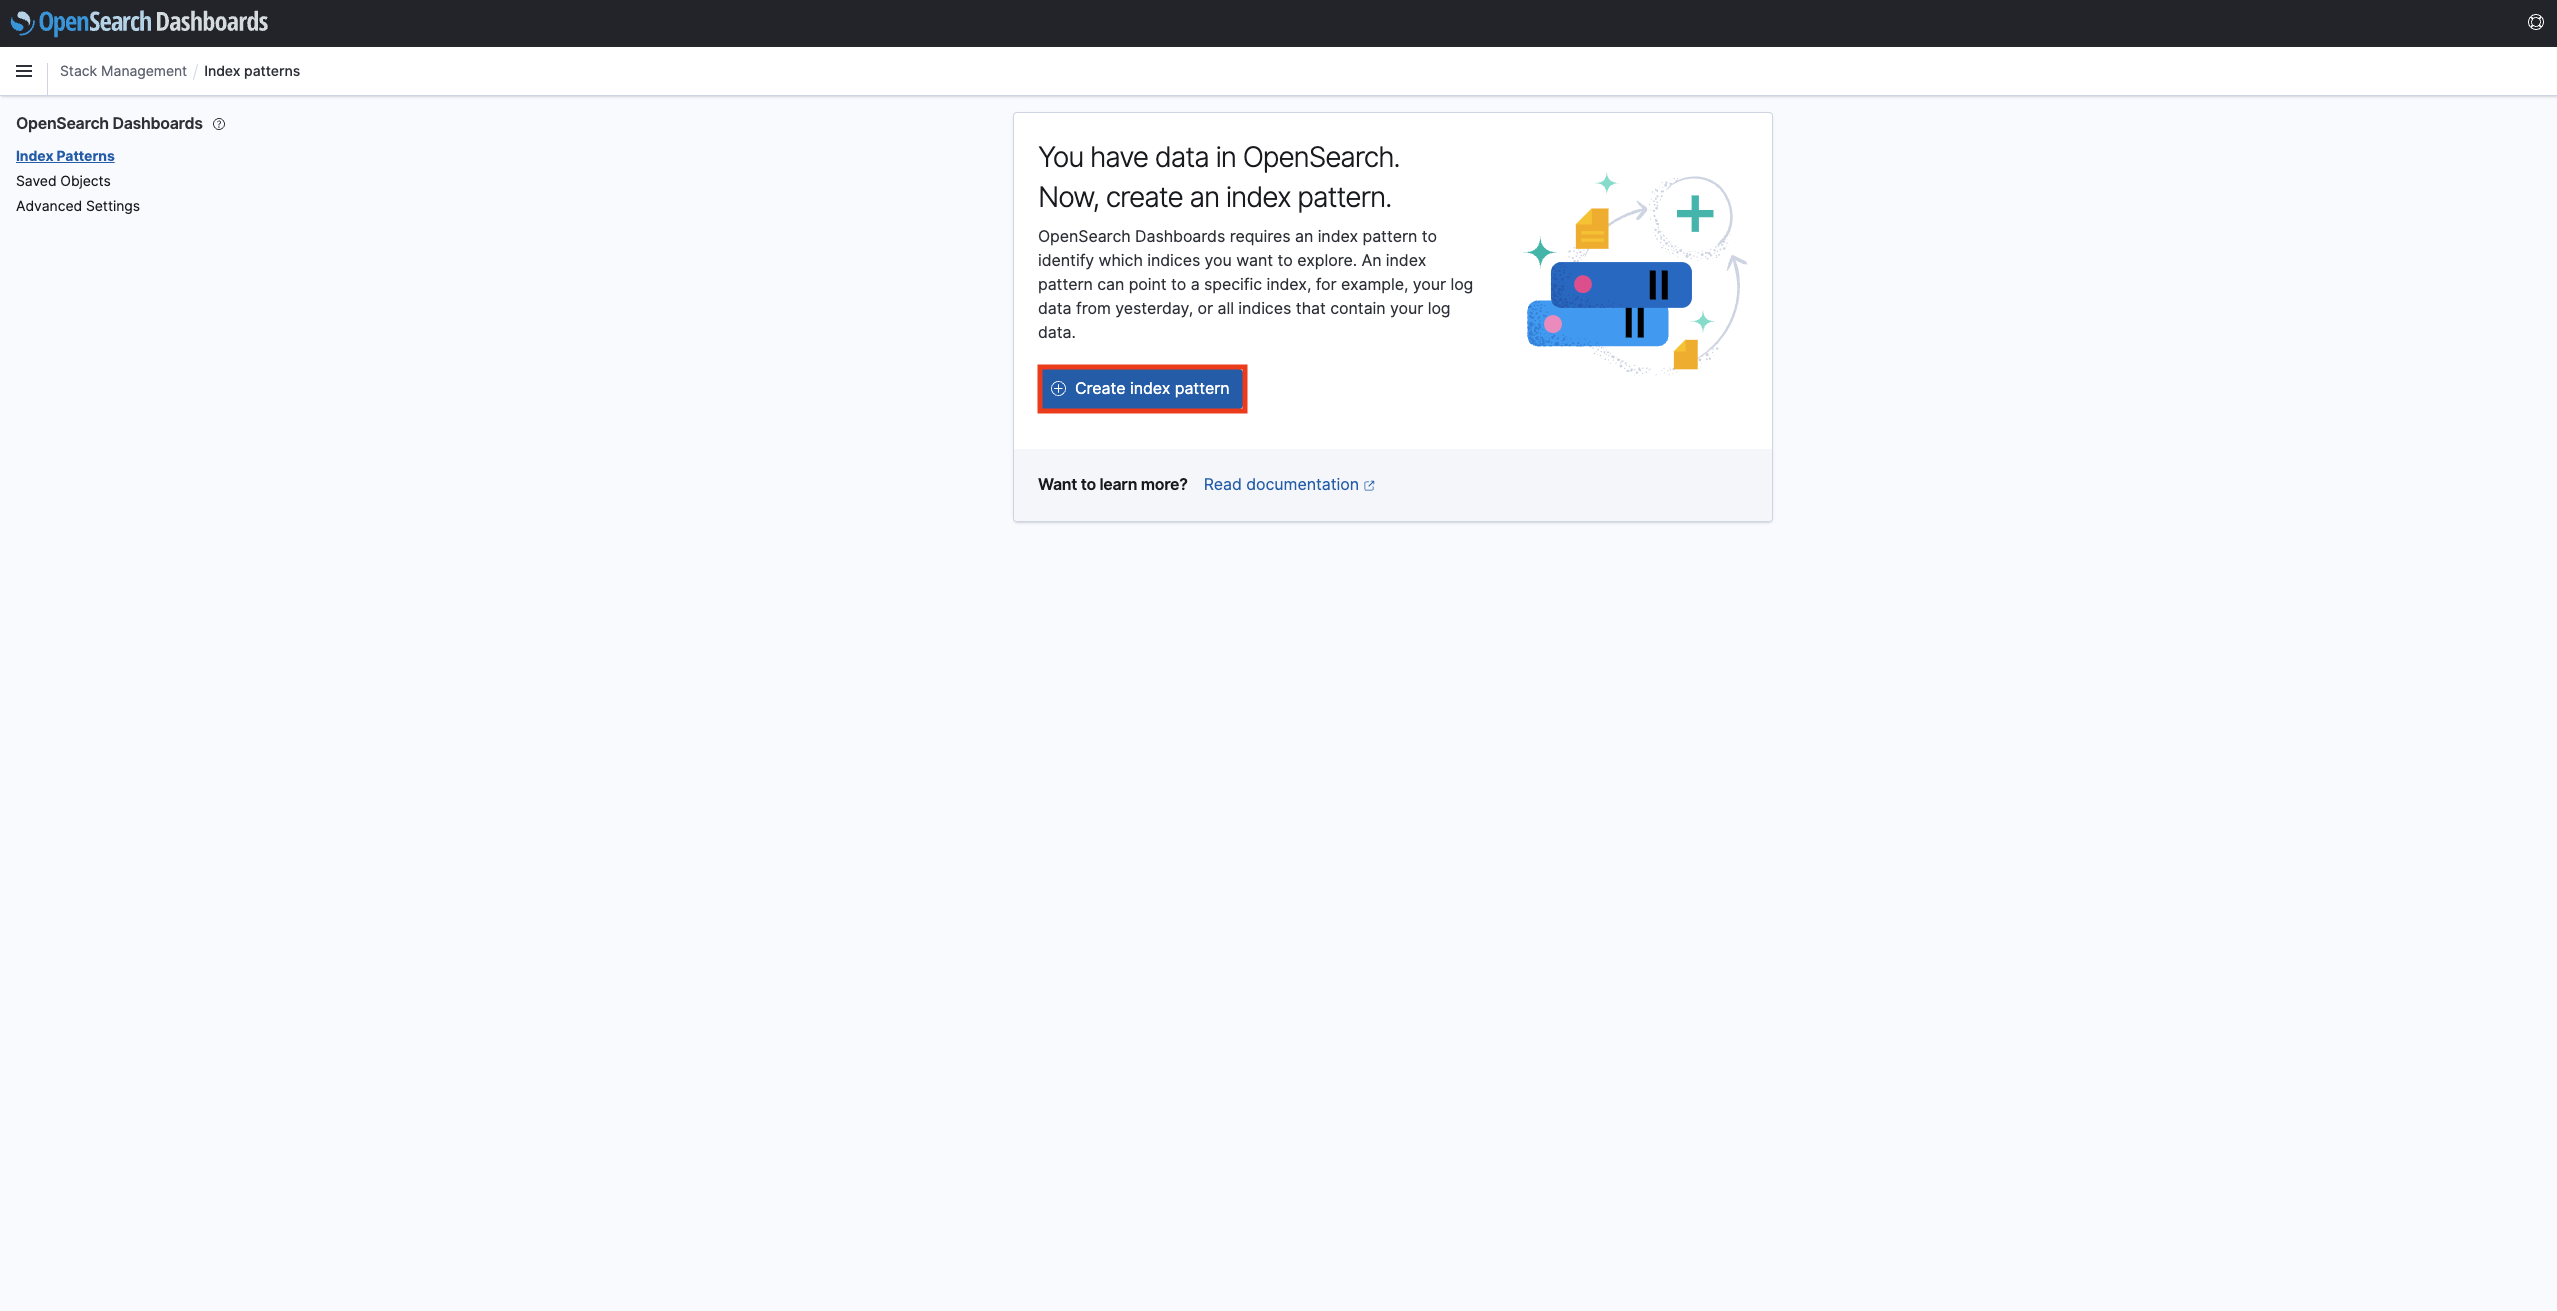 OpenSearch Dashboards
Stack Management / Index patterns
OpenSearch Dashboards
Index Patterns
Saved Objects
Advanced Settings
You have data in OpenSearch.
Now, create an index pattern.
OpenSearch Dashboards requires an index pattern to
identify which indices you want to explore. An index
pattern can point to a specific index, for example, your log
data from yesterday, or all indices that contain your log
data.
Create index pattern
Want to learn more? Read documentation